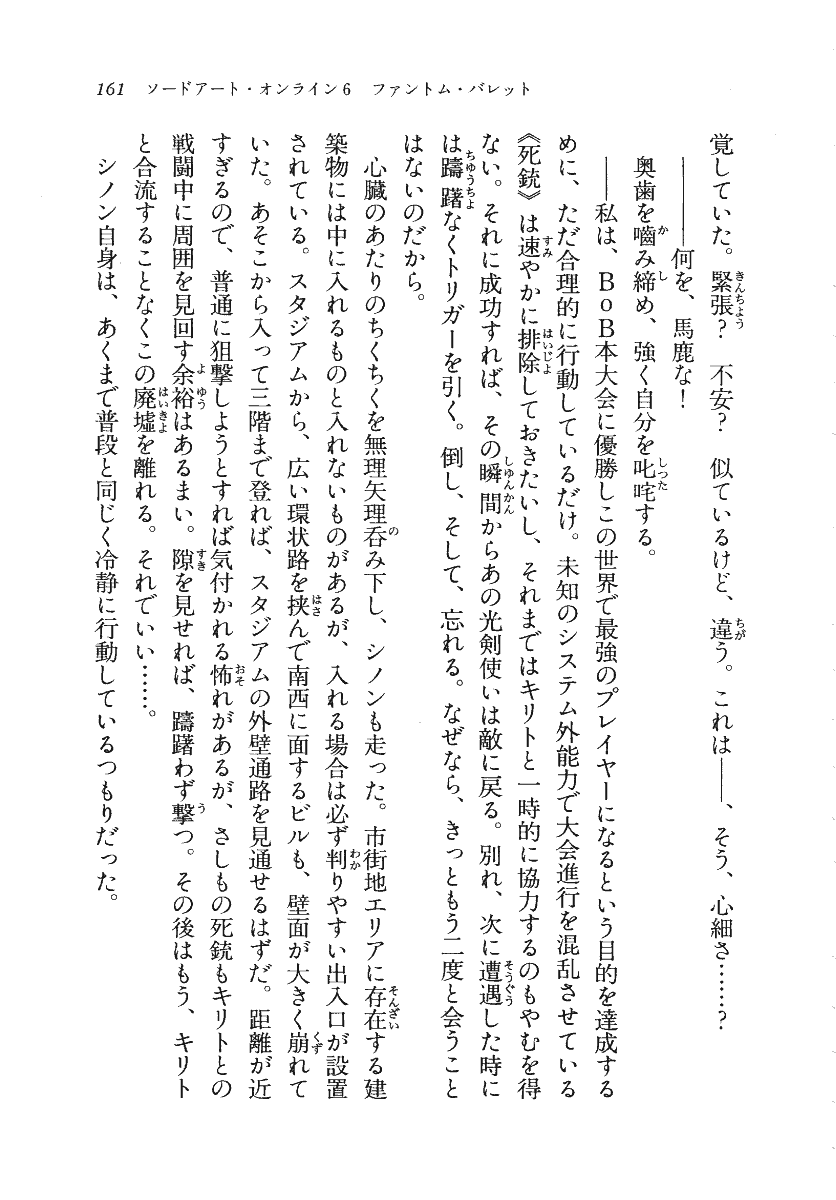 161　ソードアート・オンライン6　ファントム・バレット
覚していた。緊張？　不安？　似ているけど、違う。これは――、そう、心細さ……？
　――――何を、馬鹿な！
　奥歯を嚙み締め、強く自分を叱咤する。
　――私は、BoB本大会に優勝しこの世界で最強のプレイヤーになるという目的を達成する
ために、ただ合理的に行動しているだけ。未知のシステム外能力で大会進行を混乱させている
《死銃》は速やかに排除しておきたいし、それまではキリトと一時的に協力するのもやむを得
ない。それに成功すれば、その瞬間からあの光剣使いは敵に戻る。別れ、次に遭遇した時に
は躊躇なくトリガーを引く。倒し、そして、忘れる。なぜなら、きっともう二度と会うこと
はないのだから。
　心臓のあたりのちくちくを無理矢理呑み下し、シノンも走った。市街地エリアに存在する建
築物には中に入れるものと入れないものがあるが、入れる場合は必ず判りやすい出入口が設置
されている。スタジアムから、広い環状路を挟んで南西に面するビルも、壁面が大きく崩れて
いた。あそこから入って三階まで登れば、スタジアムの外壁通路を見通せるはずだ。距離が近
すぎるので、普通に狙撃しようとすれば気付かれる怖れがあるが、さしもの死銃もキリトとの
戦闘中に周囲を見回す余裕はあるまい。隙を見せれば、躊躇わず撃つ。その後はもう、キリト
と合流することなくこの廃墟を離れる。それでいい……。
　シノン自身は、あくまで普段と同じく冷静に行動しているつもりだった。